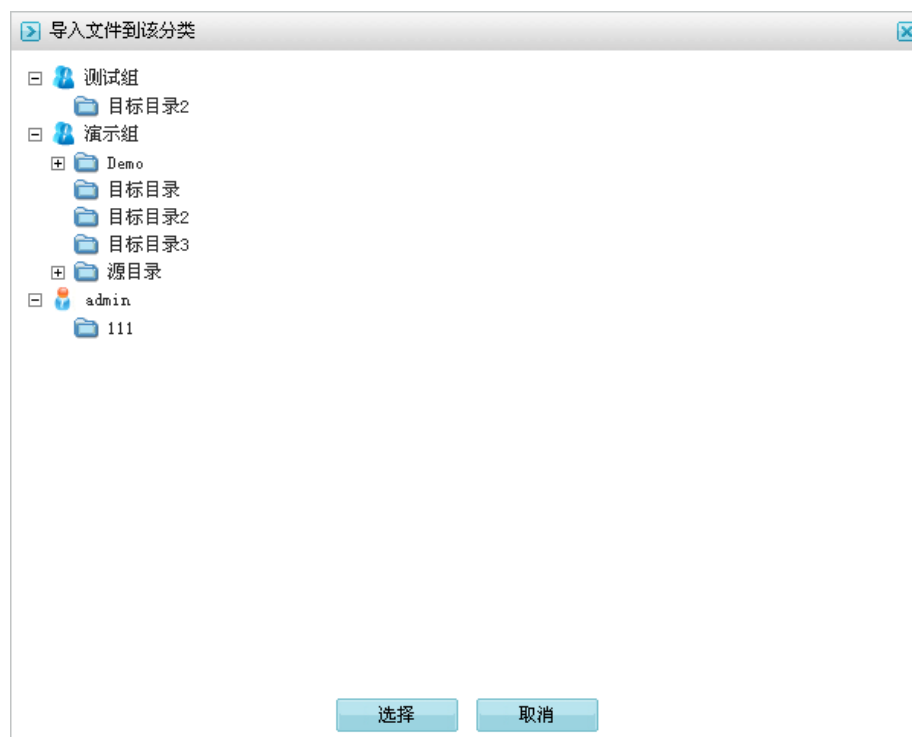 导入文件到该分类
测试组
目标目录2
演示组
Demo
目标目录
目标目录2
目标目录3
源目录
admin
111
选择 取消